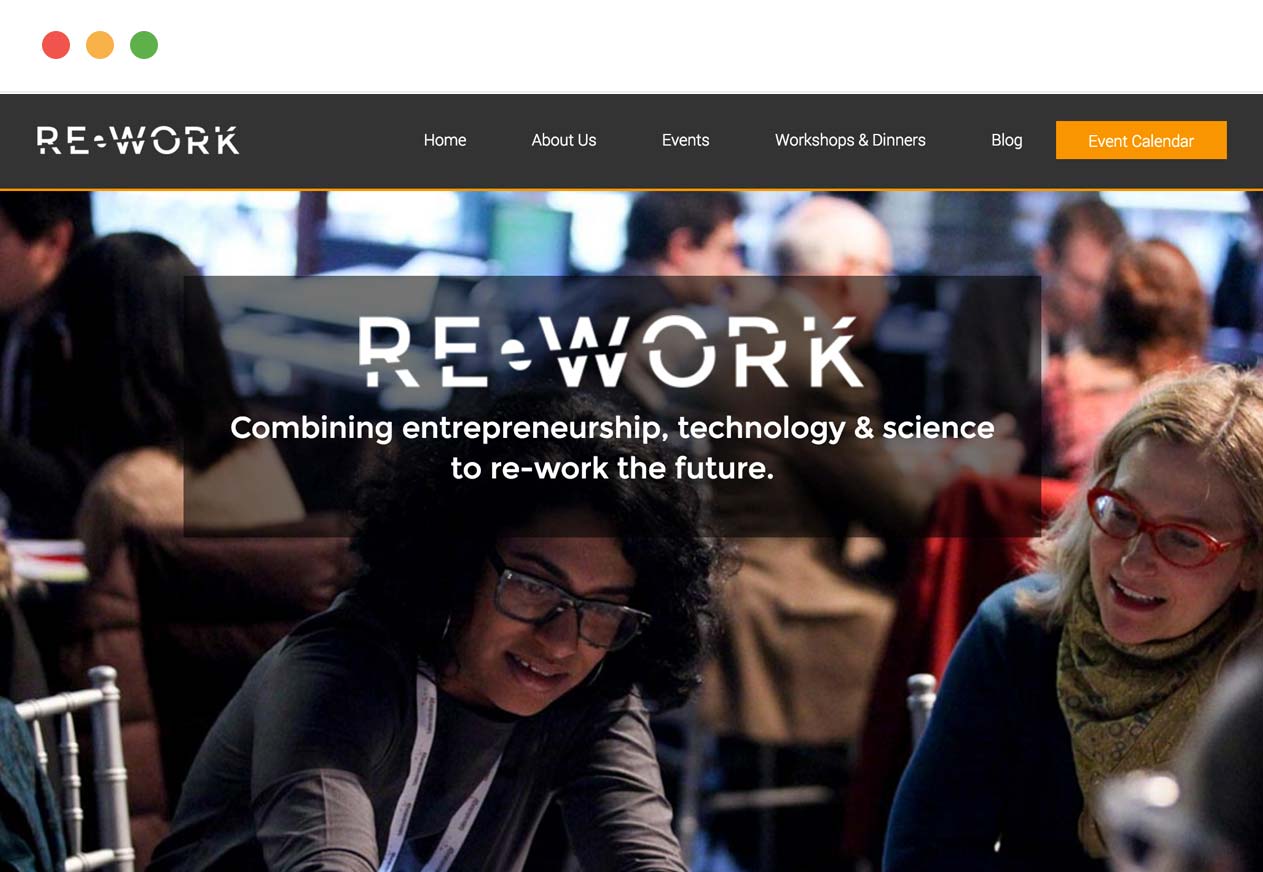 RE•WORK
Home About Us Events Workshops & Dinners Blog Event Calendar
RE•WORK
Combining entrepreneurship, technology & science
to re-work the future.